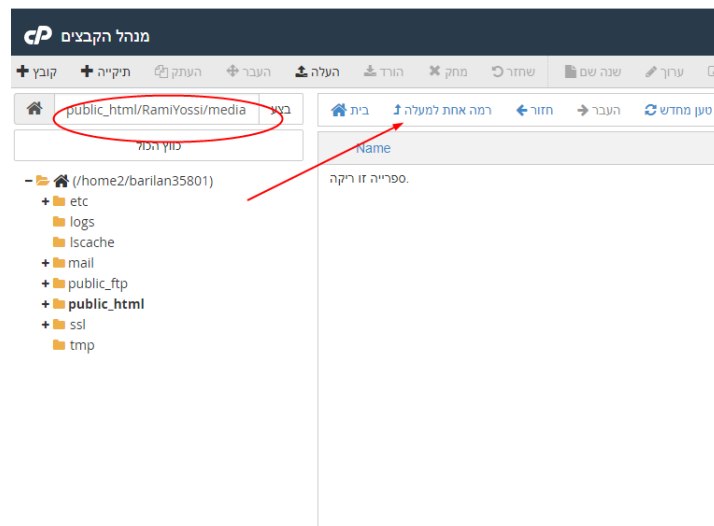 cP מנהל הקבצים
קובץ תיקייה העתק העבר העלה הורד מחק שחזר שנה שם ערוך
public_html/RamiYossi/media בצע
בית רמה אחת למעלה חזור העבר טען מחדש
כווץ הכול
Name
(/home2/barilan35801)
ספרייה זו ריקה.
etc
logs
lscache
mail
public_ftp
public_html
ssl
tmp